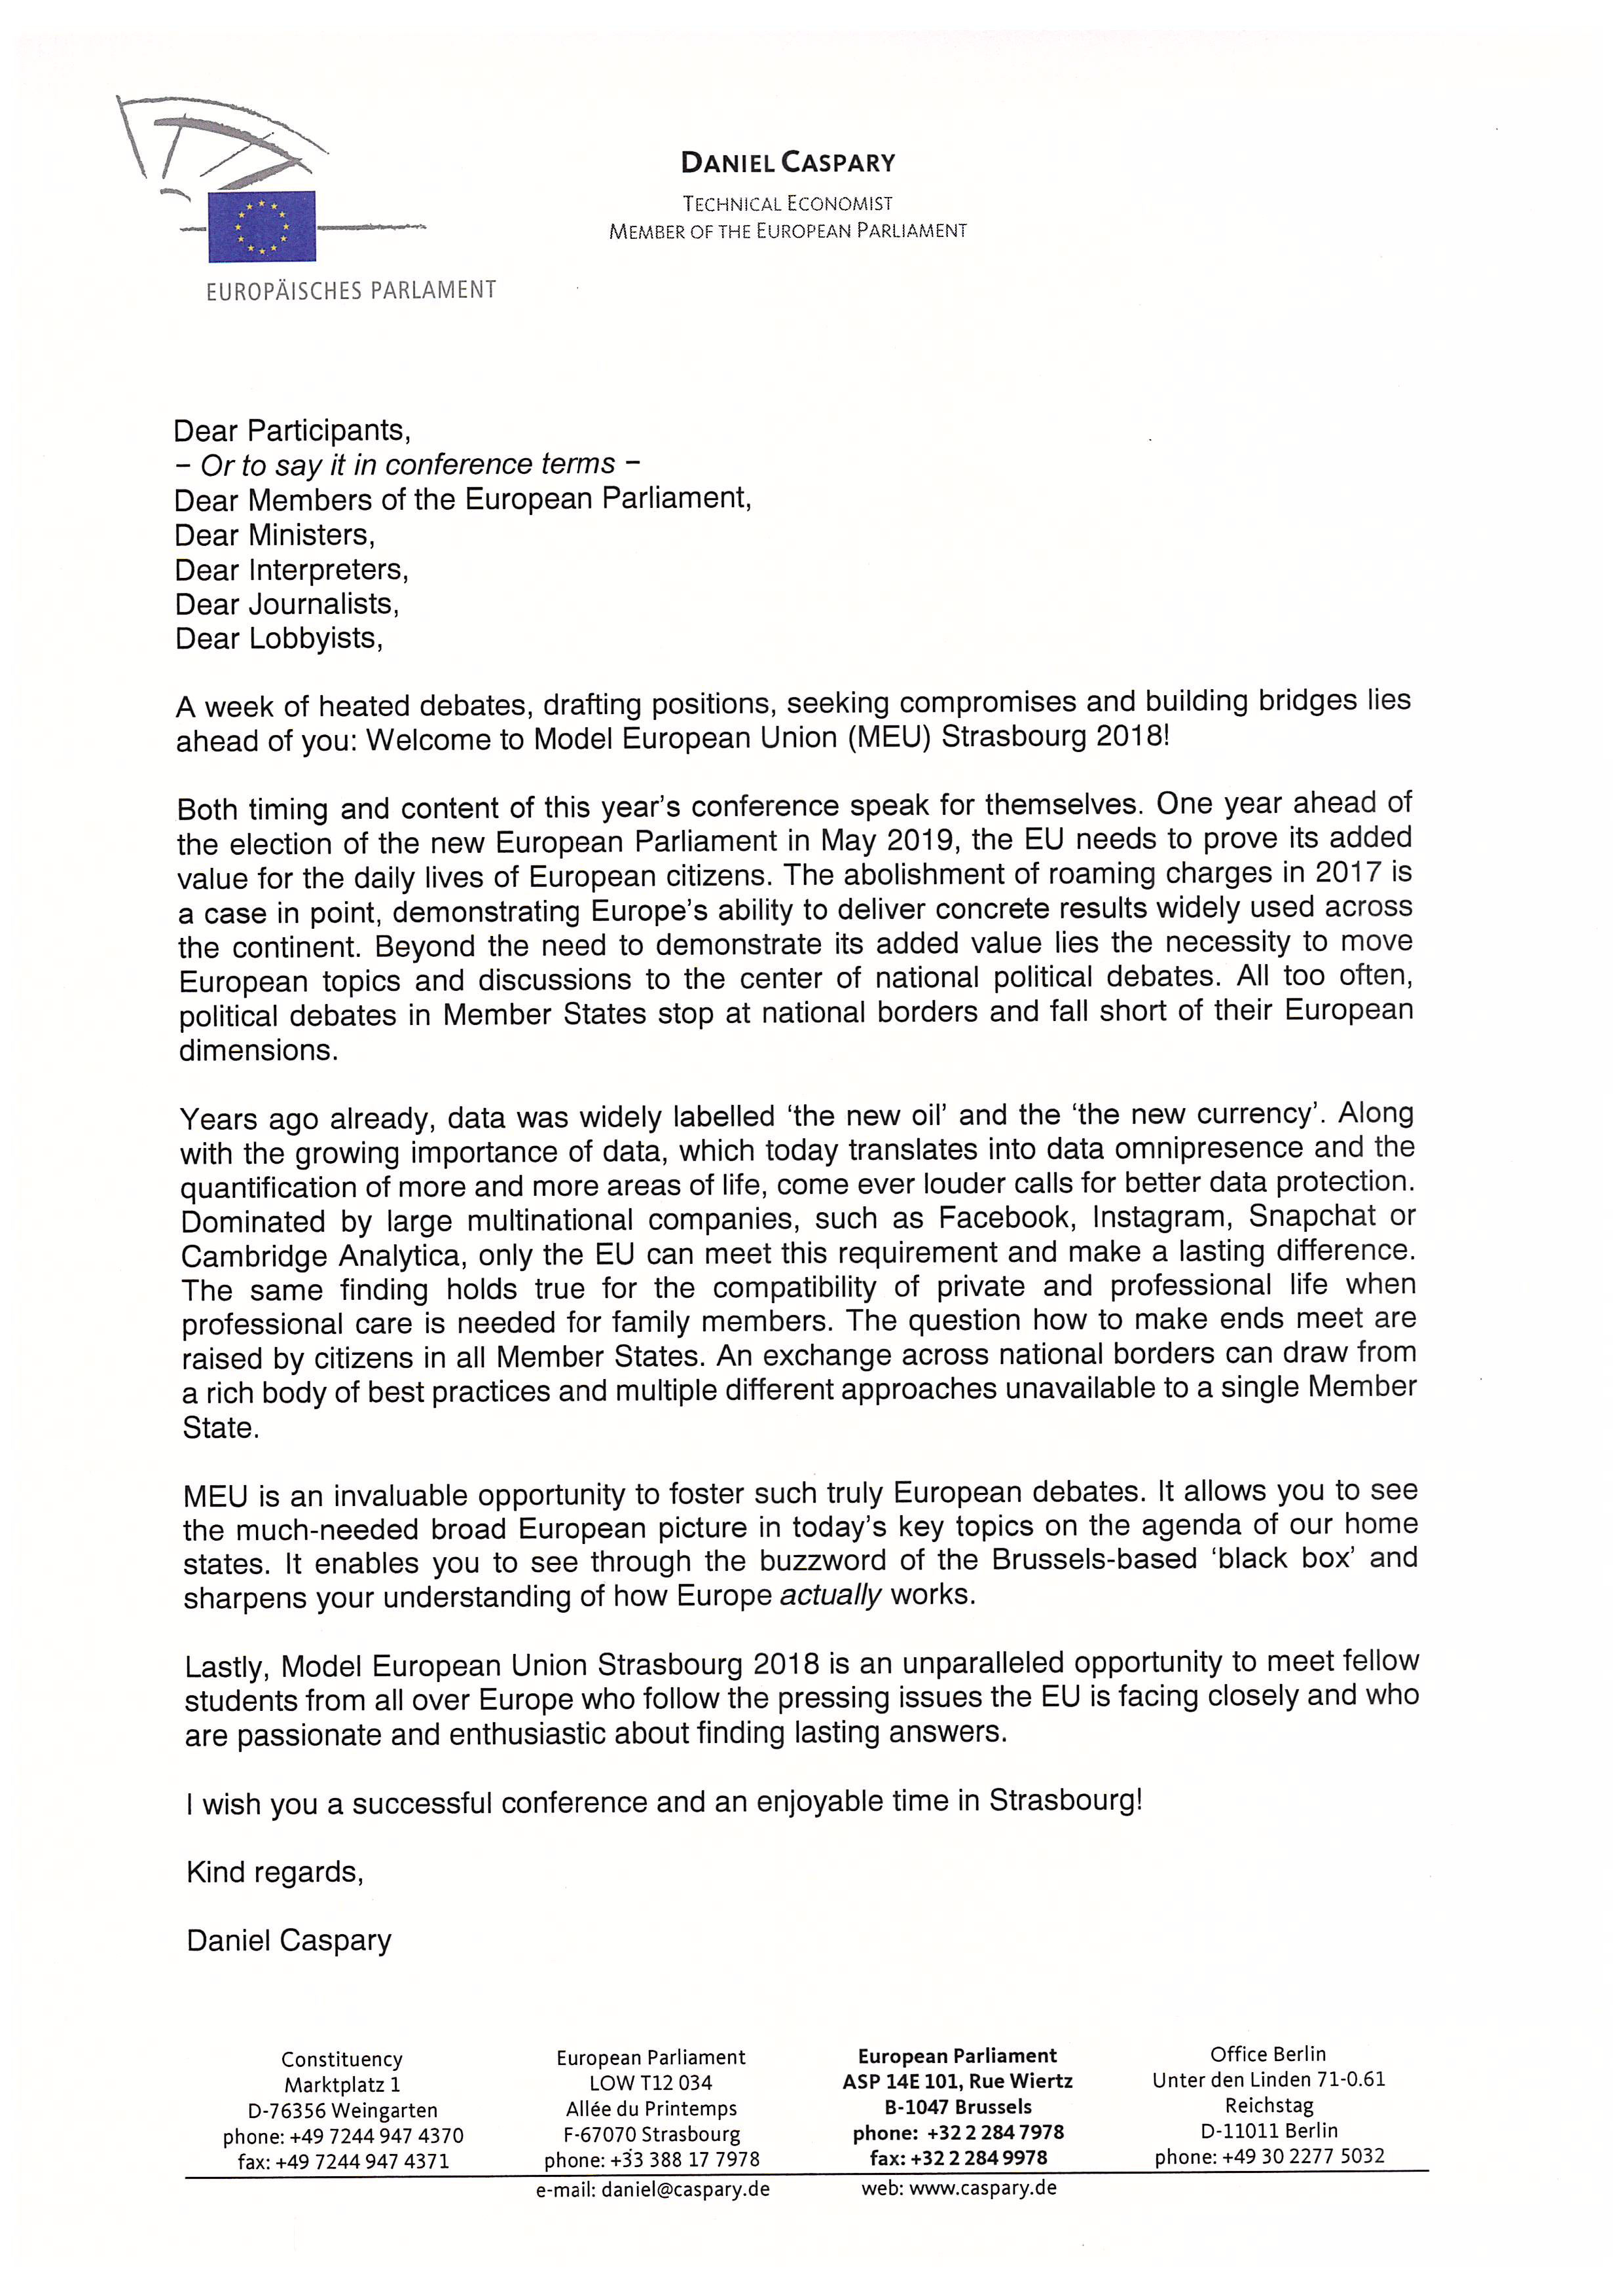 DANIEL CASPARY
TECHNICAL ECONOMIST
MEMBER OF THE EUROPEAN PARLIAMENT
EUROPÄISCHES PARLAMENT
Dear Participants,
– Or to say it in conference terms –
Dear Members of the European Parliament,
Dear Ministers,
Dear Interpreters,
Dear Journalists,
Dear Lobbyists,
A week of heated debates, drafting positions, seeking compromises and building bridges lies
ahead of you: Welcome to Model European Union (MEU) Strasbourg 2018!
Both timing and content of this year's conference speak for themselves. One year ahead of
the election of the new European Parliament in May 2019, the EU needs to prove its added
value for the daily lives of European citizens. The abolishment of roaming charges in 2017 is
a case in point, demonstrating Europe's ability to deliver concrete results widely used across
the continent. Beyond the need to demonstrate its added value lies the necessity to move
European topics and discussions to the center of national political debates. All too often,
political debates in Member States stop at national borders and fall short of their European
dimensions.
Years ago already, data was widely labelled 'the new oil' and the 'the new currency'. Along
with the growing importance of data, which today translates into data omnipresence and the
quantification of more and more areas of life, come ever louder calls for better data protection.
Dominated by large multinational companies, such as Facebook, Instagram, Snapchat or
Cambridge Analytica, only the EU can meet this requirement and make a lasting difference.
The same finding holds true for the compatibility of private and professional life when
professional care is needed for family members. The question how to make ends meet are
raised by citizens in all Member States. An exchange across national borders can draw from
a rich body of best practices and multiple different approaches unavailable to a single Member
State.
MEU is an invaluable opportunity to foster such truly European debates. It allows you to see
the much-needed broad European picture in today's key topics on the agenda of our home
states. It enables you to see through the buzzword of the Brussels-based 'black box' and
sharpens your understanding of how Europe actually works.
Lastly, Model European Union Strasbourg 2018 is an unparalleled opportunity to meet fellow
students from all over Europe who follow the pressing issues the EU is facing closely and who
are passionate and enthusiastic about finding lasting answers.
I wish you a successful conference and an enjoyable time in Strasbourg!
Kind regards,
Daniel Caspary
Constituency
Marktplatz 1
D-76356 Weingarten
phone: +49 7244 947 4370
fax: +49 7244 947 4371
European Parliament
LOW T12 034
Allée du Printemps
F-67070 Strasbourg
phone: +33 388 17 7978
European Parliament
ASP 14E 101, Rue Wiertz
B-1047 Brussels
phone: +32 2 284 7978
fax: +32 2 284 9978
Office Berlin
Unter den Linden 71-0.61
Reichstag
D-11011 Berlin
phone: +49 30 2277 5032
e-mail: daniel@caspary.de
web: www.caspary.de